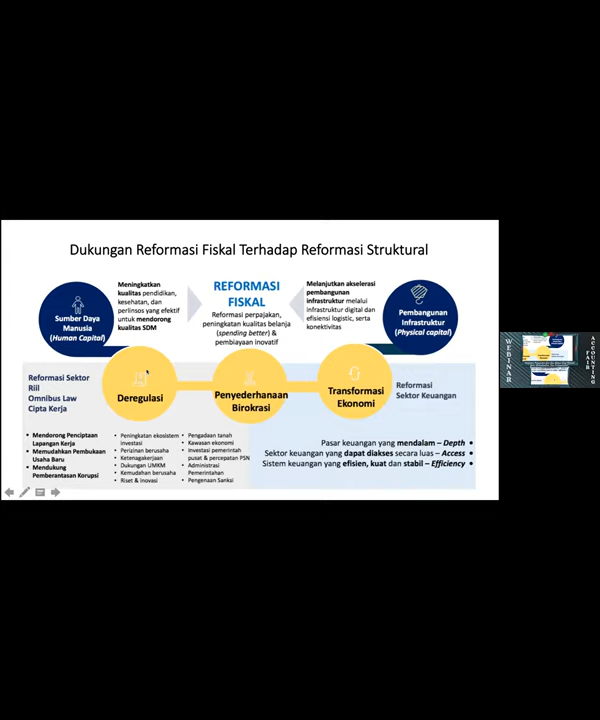 Dukungan Reformasi Fiskal Terhadap Reformasi Struktural
Sumber Daya
Manusia
(Human Capital)
Meningkatkan
kualitas pendidikan,
kesehatan, dan
perlinsos yang efektif
untuk mendorong
kualitas SDM
REFORMASI
FISKAL
Reformasi perpajakan,
peningkatan kualitas belanja
(spending better) &
pembiayaan inovatif
Melanjutkan akselerasi
pembangunan
infrastruktur melalui
infrastruktur digital dan
efisiensi logistic, serta
konektivitas
Pembangunan
Infrastruktur
(Physical capital)
Reformasi Sektor
Riil
Omnibus Law
Cipta Kerja
Deregulasi
Penyederhanaan
Birokrasi
Transformasi
Ekonomi
Reformasi
Sektor Keuangan
• Mendorong Penciptaan
Lapangan Kerja
• Memudahkan Pembukaan
Usaha Baru
• Mendukung
Pemberantasan Korupsi
• Peningkatan ekosistem
investasi
• Perizinan berusaha
• Ketenagakerjaan
• Dukungan UMKM
• Kemudahan berusaha
• Riset & inovasi
• Pengadaan tanah
• Kawasan ekonomi
• Investasi pemerintah
pusat & percepatan PSN
• Administrasi
Pemerintahan
• Pengenaan Sanksi
Pasar keuangan yang mendalam – Depth •
Sektor keuangan yang dapat diakses secara luas – Access •
Sistem keuangan yang efisien, kuat dan stabil – Efficiency •
WEBINAR
ACCOUNTING
FAIR